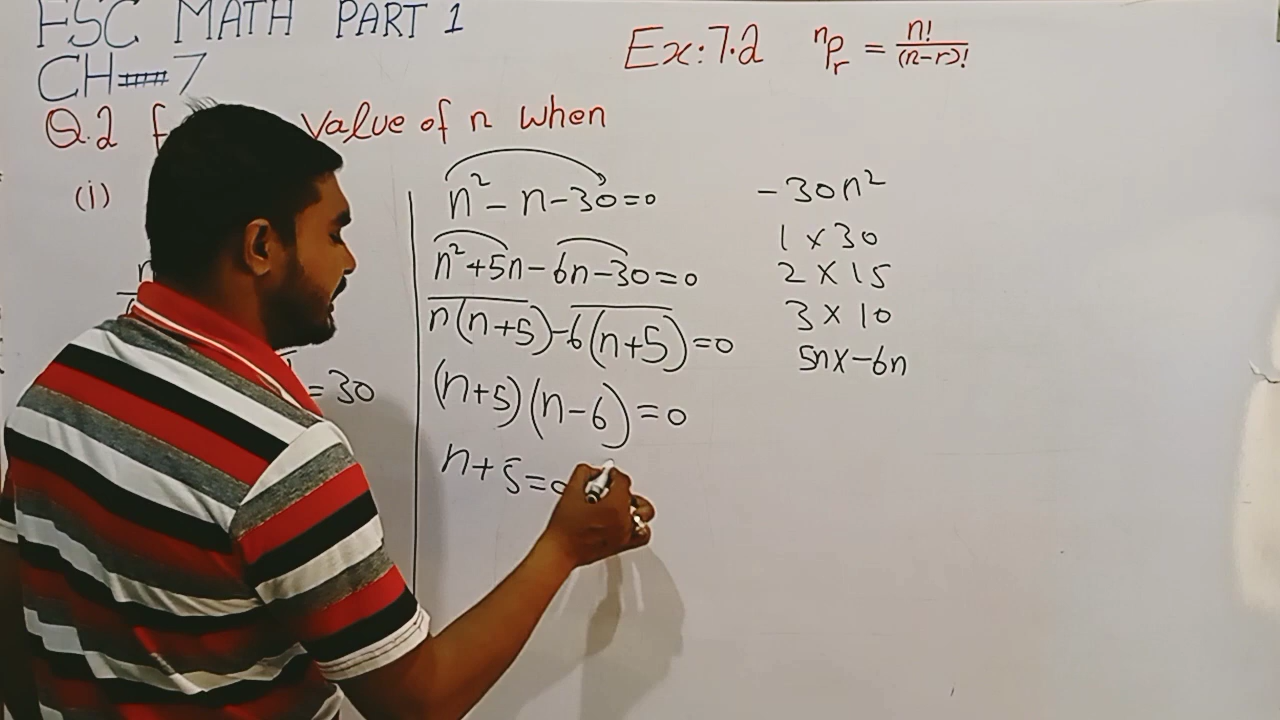 FSC MATH PART 1
CH 7
Ex: 7.2 ⁿPᵣ = n!/(n-r)!
Q.2 value of n when
(i)
= 30
n² - n - 30 = 0
n² + 5n - 6n - 30 = 0
n(n+5) - 6(n+5) = 0
(n+5)(n-6) = 0
n + 5 = 0
- 30n²
1 x 30
2 x 15
3 x 10
5n x - 6n